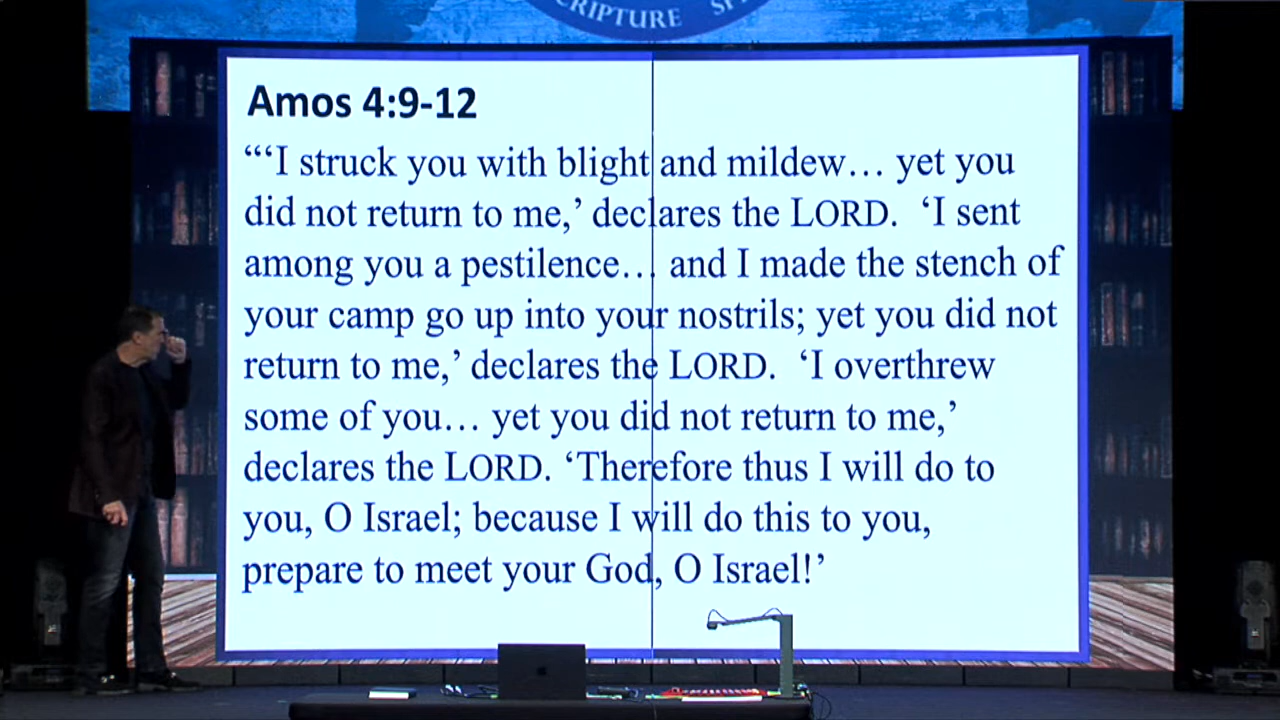 SCRIPTURE
Amos 4:9-12
“‘I struck you with blight and mildew… yet you
did not return to me,’ declares the LORD.  ‘I sent
among you a pestilence… and I made the stench of
your camp go up into your nostrils; yet you did not
return to me,’ declares the LORD.  ‘I overthrew
some of you… yet you did not return to me,’
declares the LORD. ‘Therefore thus I will do to
you, O Israel; because I will do this to you,
prepare to meet your God, O Israel!’